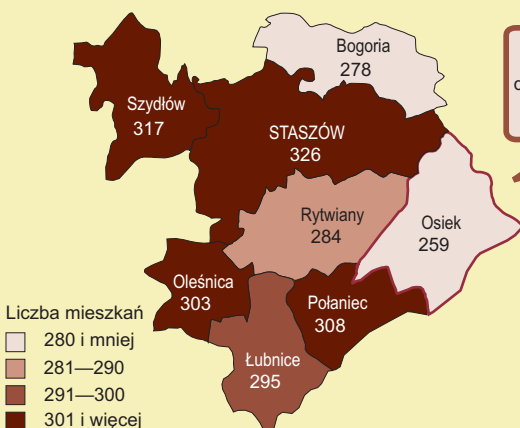 Bogoria
278
Szydłów
317
STASZÓW
326
Rytwiany
284
Osiek
259
Oleśnica
303
Połaniec
308
Łubnice
295
Liczba mieszkań
280 i mniej
281—290
291—300
301 i więcej